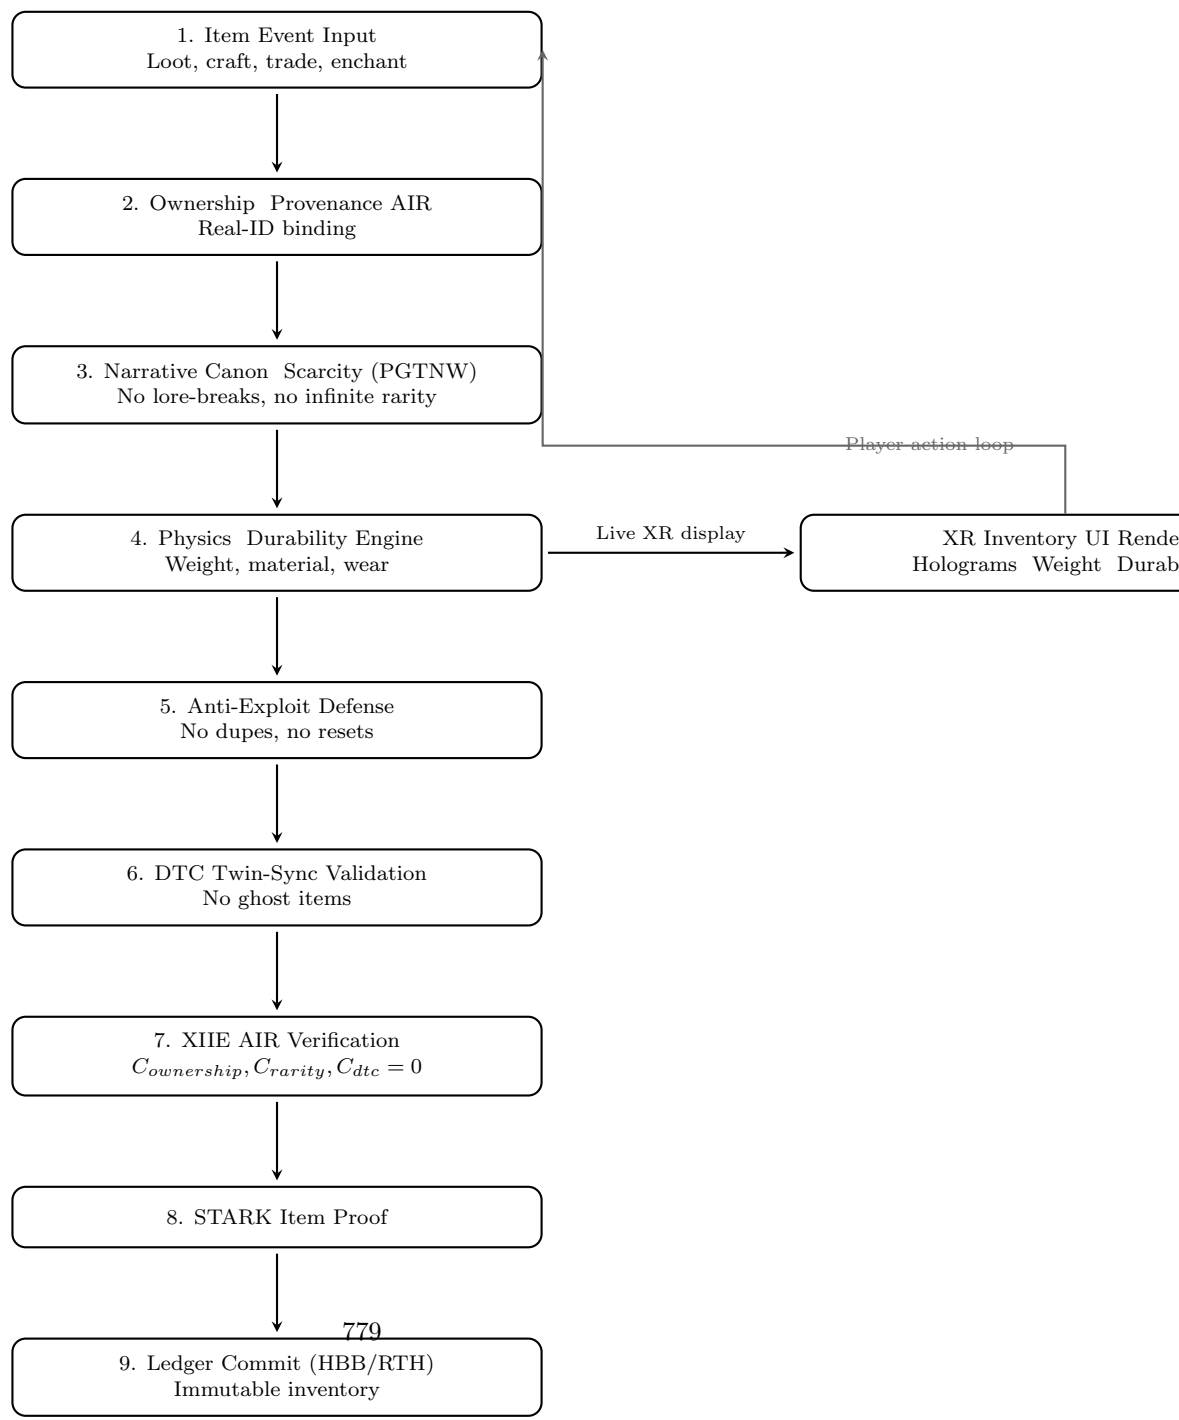 1. Item Event Input
Loot, craft, trade, enchant
2. Ownership Provenance AIR
Real-ID binding
3. Narrative Canon Scarcity (PGTNW)
No lore-breaks, no infinite rarity
Player action loop
4. Physics Durability Engine
Weight, material, wear
Live XR display
XR Inventory UI Rende
Holograms Weight Durab
5. Anti-Exploit Defense
No dupes, no resets
6. DTC Twin-Sync Validation
No ghost items
7. XIIE AIR Verification
C_{ownership}, C_{rarity}, C_{dtc} = 0
8. STARK Item Proof
779
9. Ledger Commit (HBB/RTH)
Immutable inventory